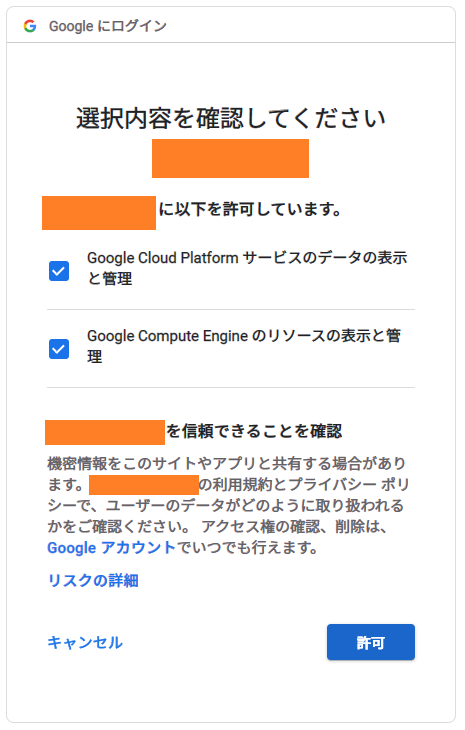 Google にログイン
選択内容を確認してください
に以下を許可しています。
Google Cloud Platform サービスのデータの表示
と管理
Google Compute Engine のリソースの表示と管
理
を信頼できることを確認
機密情報をこのサイトやアプリと共有する場合があり
ます。の利用規約とプライバシー ポリ
シーで、ユーザーのデータがどのように取り扱われる
かをご確認ください。 アクセス権の確認、削除は、
Google アカウントでいつでも行えます。
リスクの詳細
キャンセル
許可